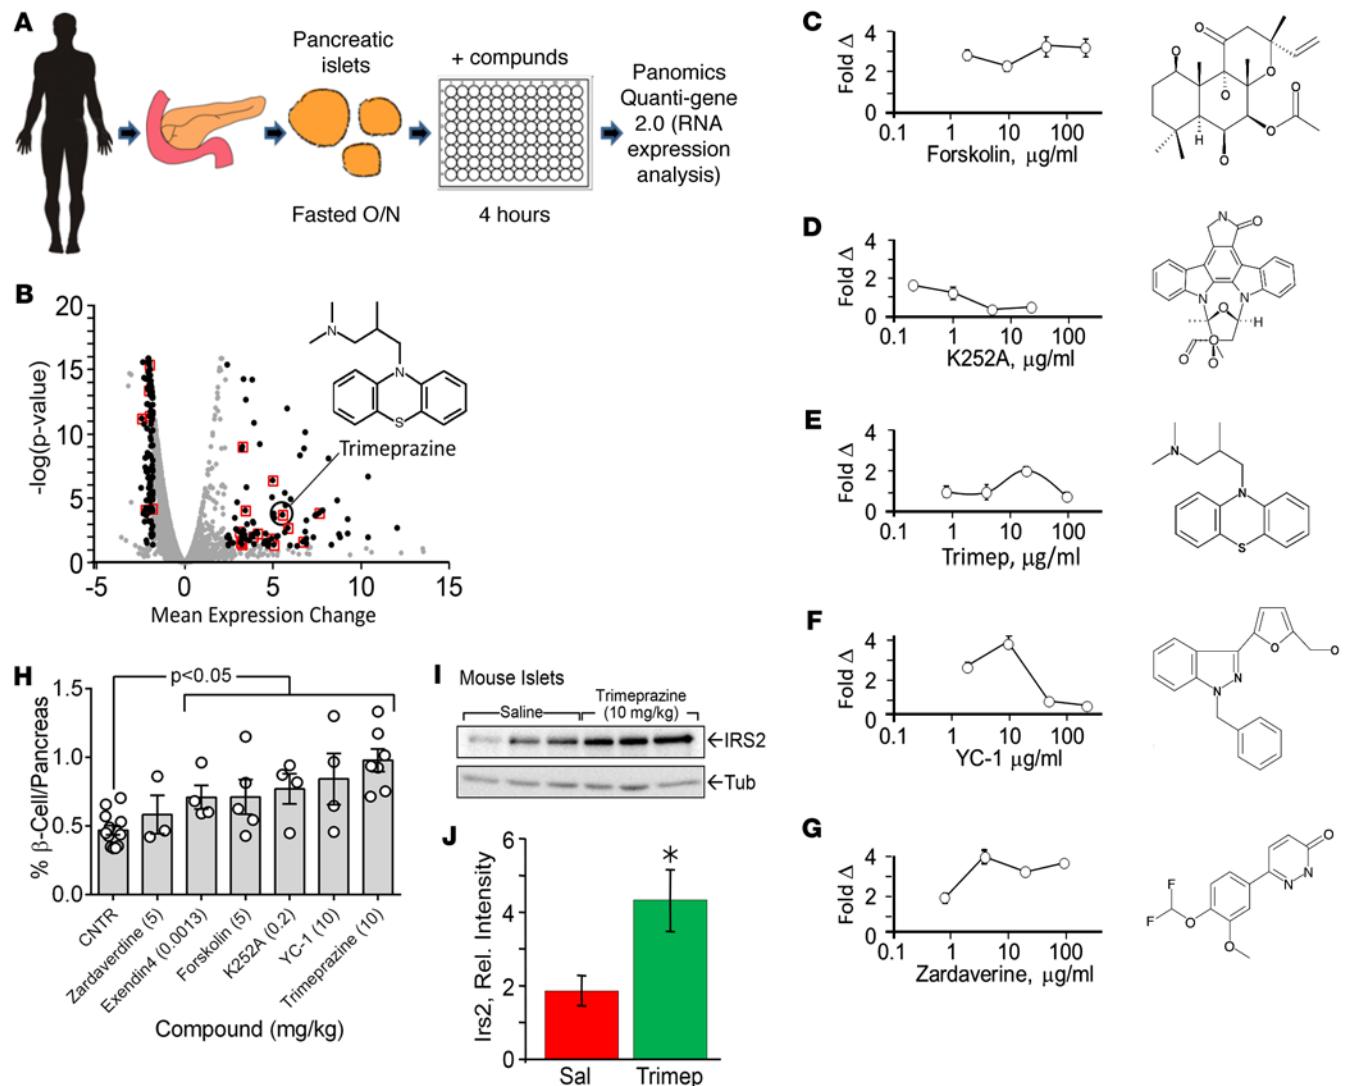 A
Pancreatic
islets
Fasted O/N
+ compunds
4 hours
Panomics
Quanti-gene
2.0 (RNA
expression
analysis)
B
-log(p-value)
20
15
10
5
0
-5
0
5
10
15
Mean Expression Change
N
N
S
Trimeprazine
C
Fold Δ
4
2
0
0.1
1
10
100
Forskolin, μg/ml
O
O
O
O
O
O
O
H
D
Fold Δ
4
2
0
0.1
1
10
100
K252A, μg/ml
N
O
N
N
O
H
O
O
O
E
Fold Δ
4
2
0
0.1
1
10
100
Trimep, μg/ml
N
N
S
F
Fold Δ
4
2
0
0.1
1
10
100
YC-1 μg/ml
O
O
N
N
G
Fold Δ
4
2
0
0.1
1
10
100
Zardaverine, μg/ml
O
N
N
F
F
O
O
H
p<0.05
% β-Cell/Pancreas
1.5
1.0
0.5
0.0
CNTR
Zardaverdine (5)
Exendin4 (0.0013)
Forskolin (5)
K252A (0.2)
YC-1 (10)
Trimeprazine (10)
Compound (mg/kg)
I
Mouse Islets
Saline
Trimeprazine
(10 mg/kg)
←IRS2
←Tub
J
Irs2, Rel. Intensity
6
4
2
0
*
Sal
Trimep